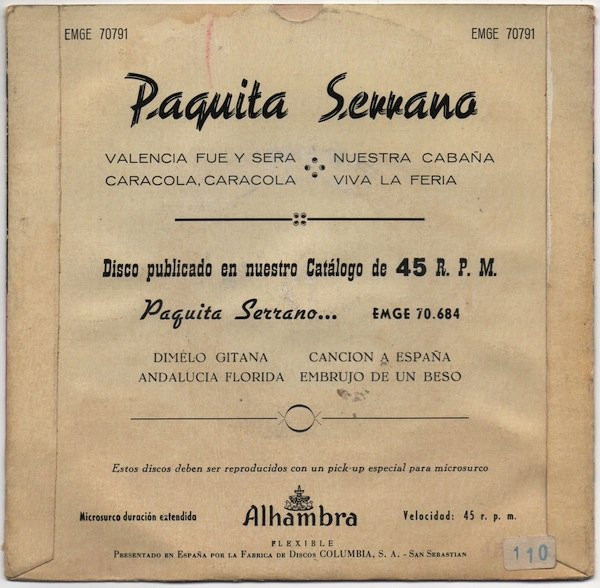 EMGE 70791 EMGE 70791
Paquita Serrano
VALENCIA FUE Y SERA NUESTRA CABAÑA
CARACOLA, CARACOLA VIVA LA FERIA
Disco publicado en nuestro Catálogo de 45 R. P. M.
Paquita Serrano... EMGE 70.684
DIMÉLO GITANA CANCION A ESPAÑA
ANDALUCIA FLORIDA EMBRUJO DE UN BESO
Estos discos deben ser reproducidos con un pick-up especial para microsurco
Microsurco duración extendida Alhambra Velocidad: 45 r. p. m.
FLEXIBLE
PRESENTADO EN ESPAÑA POR LA FABRICA DE DISCOS COLUMBIA, S. A. - SAN SEBASTIAN
110